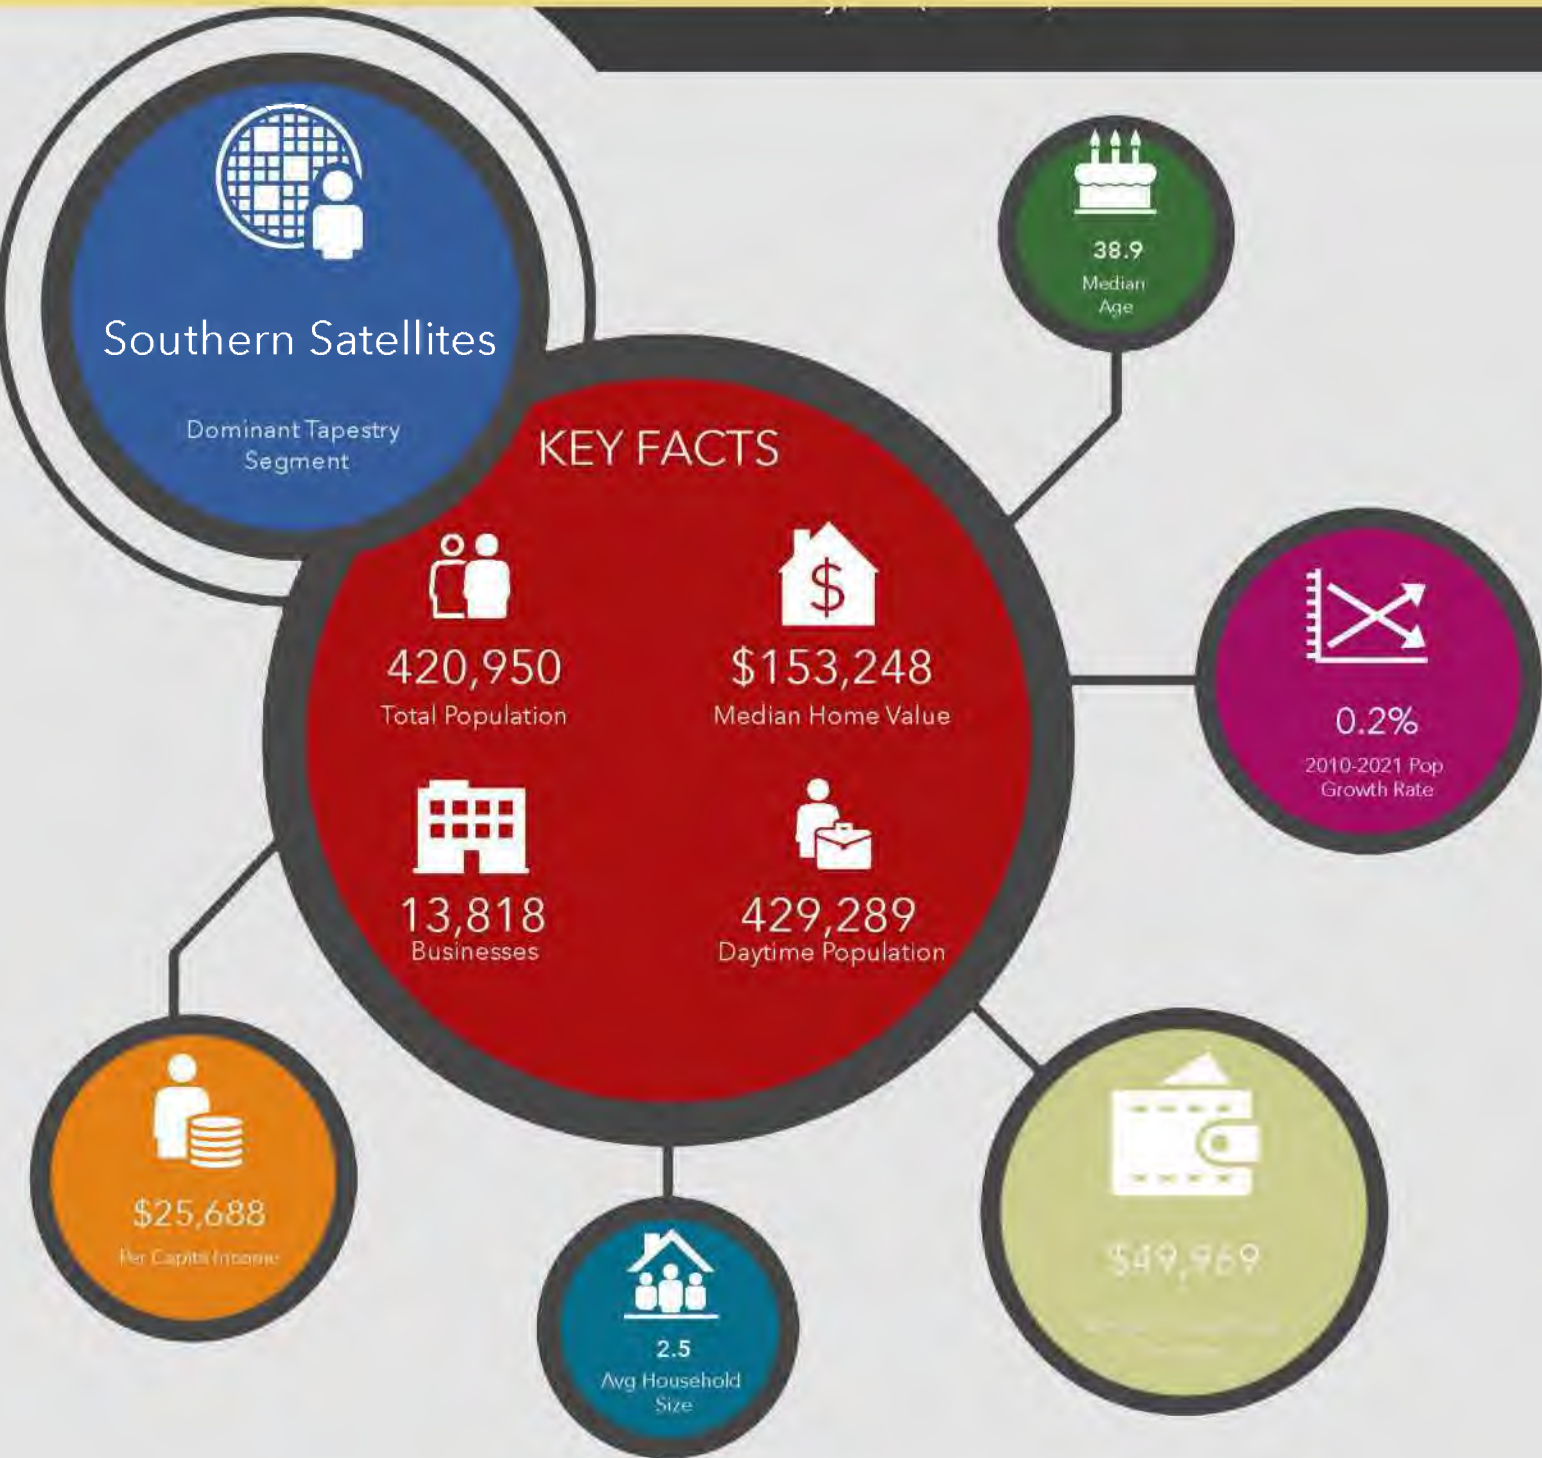 38.9
Median
Age
Southern Satellites
Dominant Tapestry
Segment
KEY FACTS
420,950
Total Population
$153,248
Median Home Value
13,818
Businesses
429,289
Daytime Population
0.2%
2010-2021 Pop
Growth Rate
$25,688
Per Capita Income
2.5
Avg Household
Size
$49,969